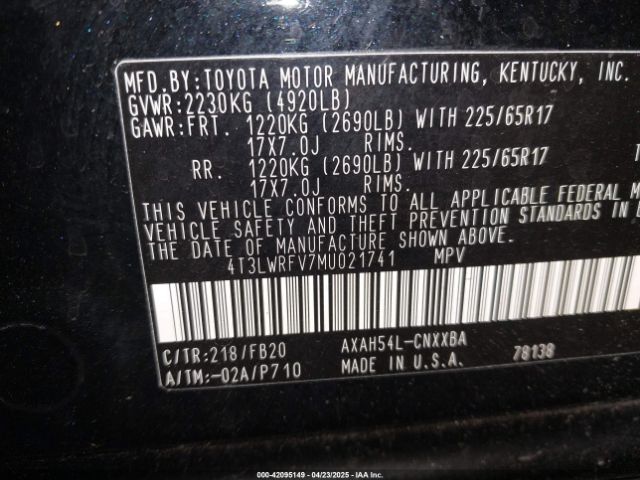 MFD. BY: TOYOTA MOTOR MANUFACTURING, KENTUCKY, INC.
GVWR: 2230KG (4920LB)
GAWR: FRT. 1220KG (2690LB) WITH 225/65R17
17X7.0J RIMS.
RR. 1220KG (2690LB) WITH 225/65R17
17X7.0J RIMS.
THIS VEHICLE CONFORMS TO ALL APPLICABLE FEDERAL M
VEHICLE SAFETY AND THEFT PREVENTION STANDARDS IN
THE DATE OF MANUFACTURE SHOWN ABOVE.
4T3LWRFV7MU021741 MPV
C/TR: 218/FB20 AXAH54L-CNXXBA
A/TM: -02A/P710 MADE IN U.S.A. 78138
000-42095149 - 04/23/2025 - Copyright © IAAI